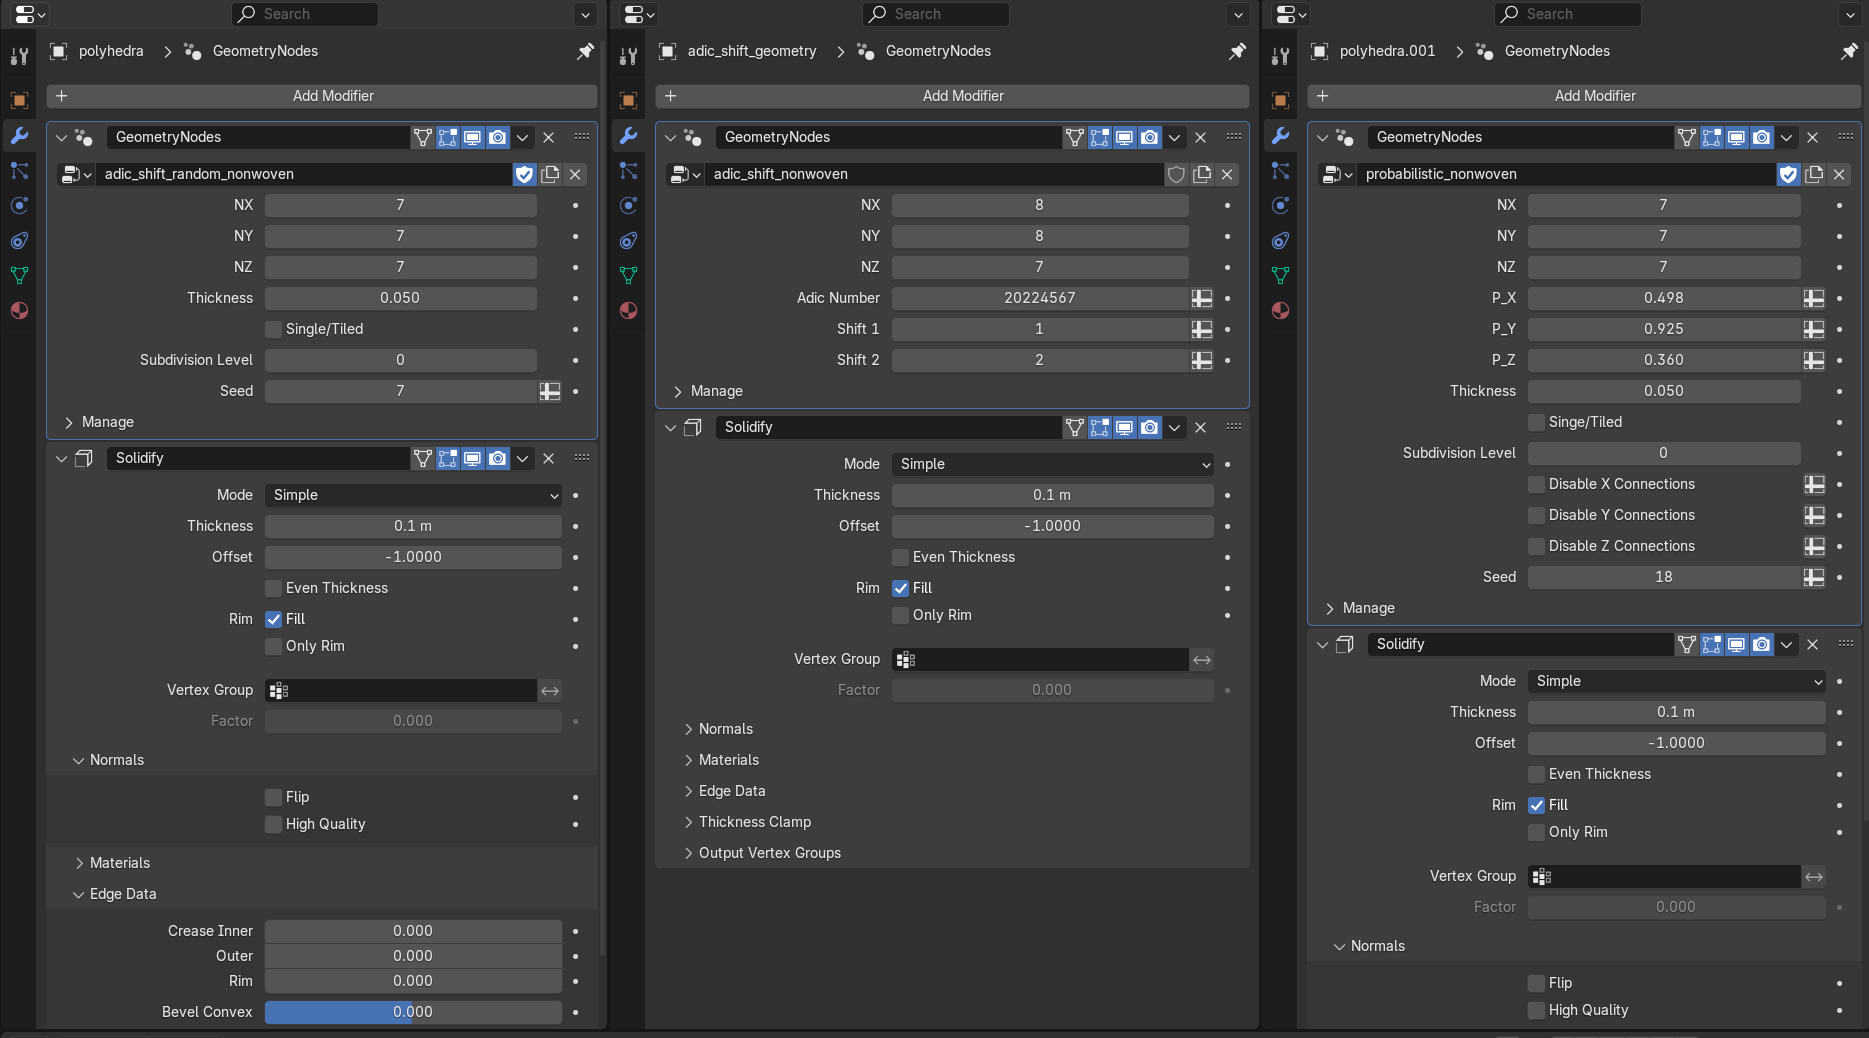 Search
polyhedra > GeometryNodes
+ Add Modifier
GeometryNodes
adic_shift_random_nonwoven
NX 7
NY 7
NZ 7
Thickness 0.050
Single/Tiled
Subdivision Level 0
Seed 7
Manage
Solidify
Mode Simple
Thickness 0.1 m
Offset -1.0000
Even Thickness
Rim Fill
Only Rim
Vertex Group
Factor 0.000
Normals
Flip
High Quality
Materials
Edge Data
Crease Inner 0.000
Outer 0.000
Rim 0.000
Bevel Convex 0.000
Search
adic_shift_geometry > GeometryNodes
+ Add Modifier
GeometryNodes
adic_shift_nonwoven
NX 8
NY 8
NZ 7
Adic Number 20224567
Shift 1 1
Shift 2 2
Manage
Solidify
Mode Simple
Thickness 0.1 m
Offset -1.0000
Even Thickness
Rim Fill
Only Rim
Vertex Group
Factor 0.000
Normals
Materials
Edge Data
Thickness Clamp
Output Vertex Groups
Search
polyhedra.001 > GeometryNodes
+ Add Modifier
GeometryNodes
probabilistic_nonwoven
NX 7
NY 7
NZ 7
P_X 0.498
P_Y 0.925
P_Z 0.360
Thickness 0.050
Singe/Tiled
Subdivision Level 0
Disable X Connections
Disable Y Connections
Disable Z Connections
Seed 18
Manage
Solidify
Mode Simple
Thickness 0.1 m
Offset -1.0000
Even Thickness
Rim Fill
Only Rim
Vertex Group
Factor 0.000
Normals
Flip
High Quality